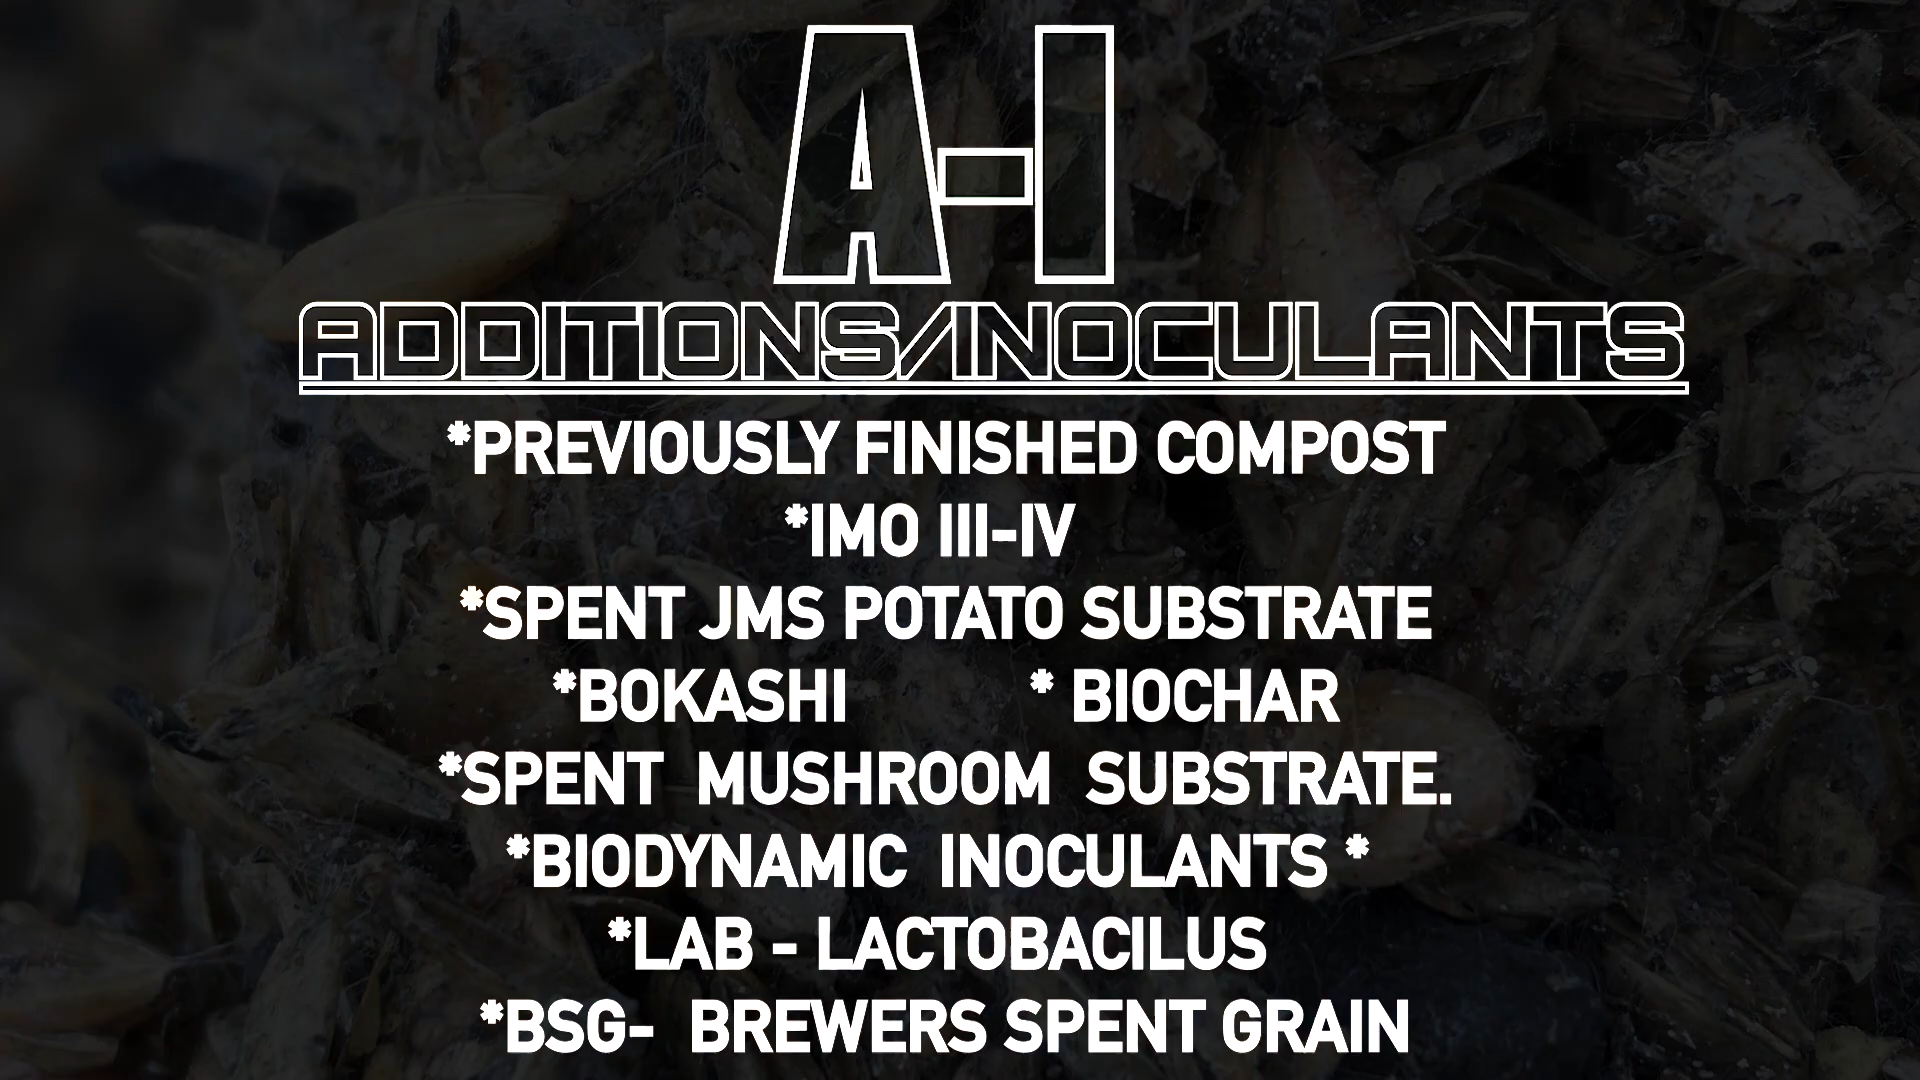 A-I
ADDITIONS/INOCULANTS
*PREVIOUSLY FINISHED COMPOST
*IMO III-IV
*SPENT JMS POTATO SUBSTRATE
*BOKASHI * BIOCHAR
*SPENT MUSHROOM SUBSTRATE.
*BIODYNAMIC INOCULANTS *
*LAB - LACTOBACILUS
*BSG- BREWERS SPENT GRAIN